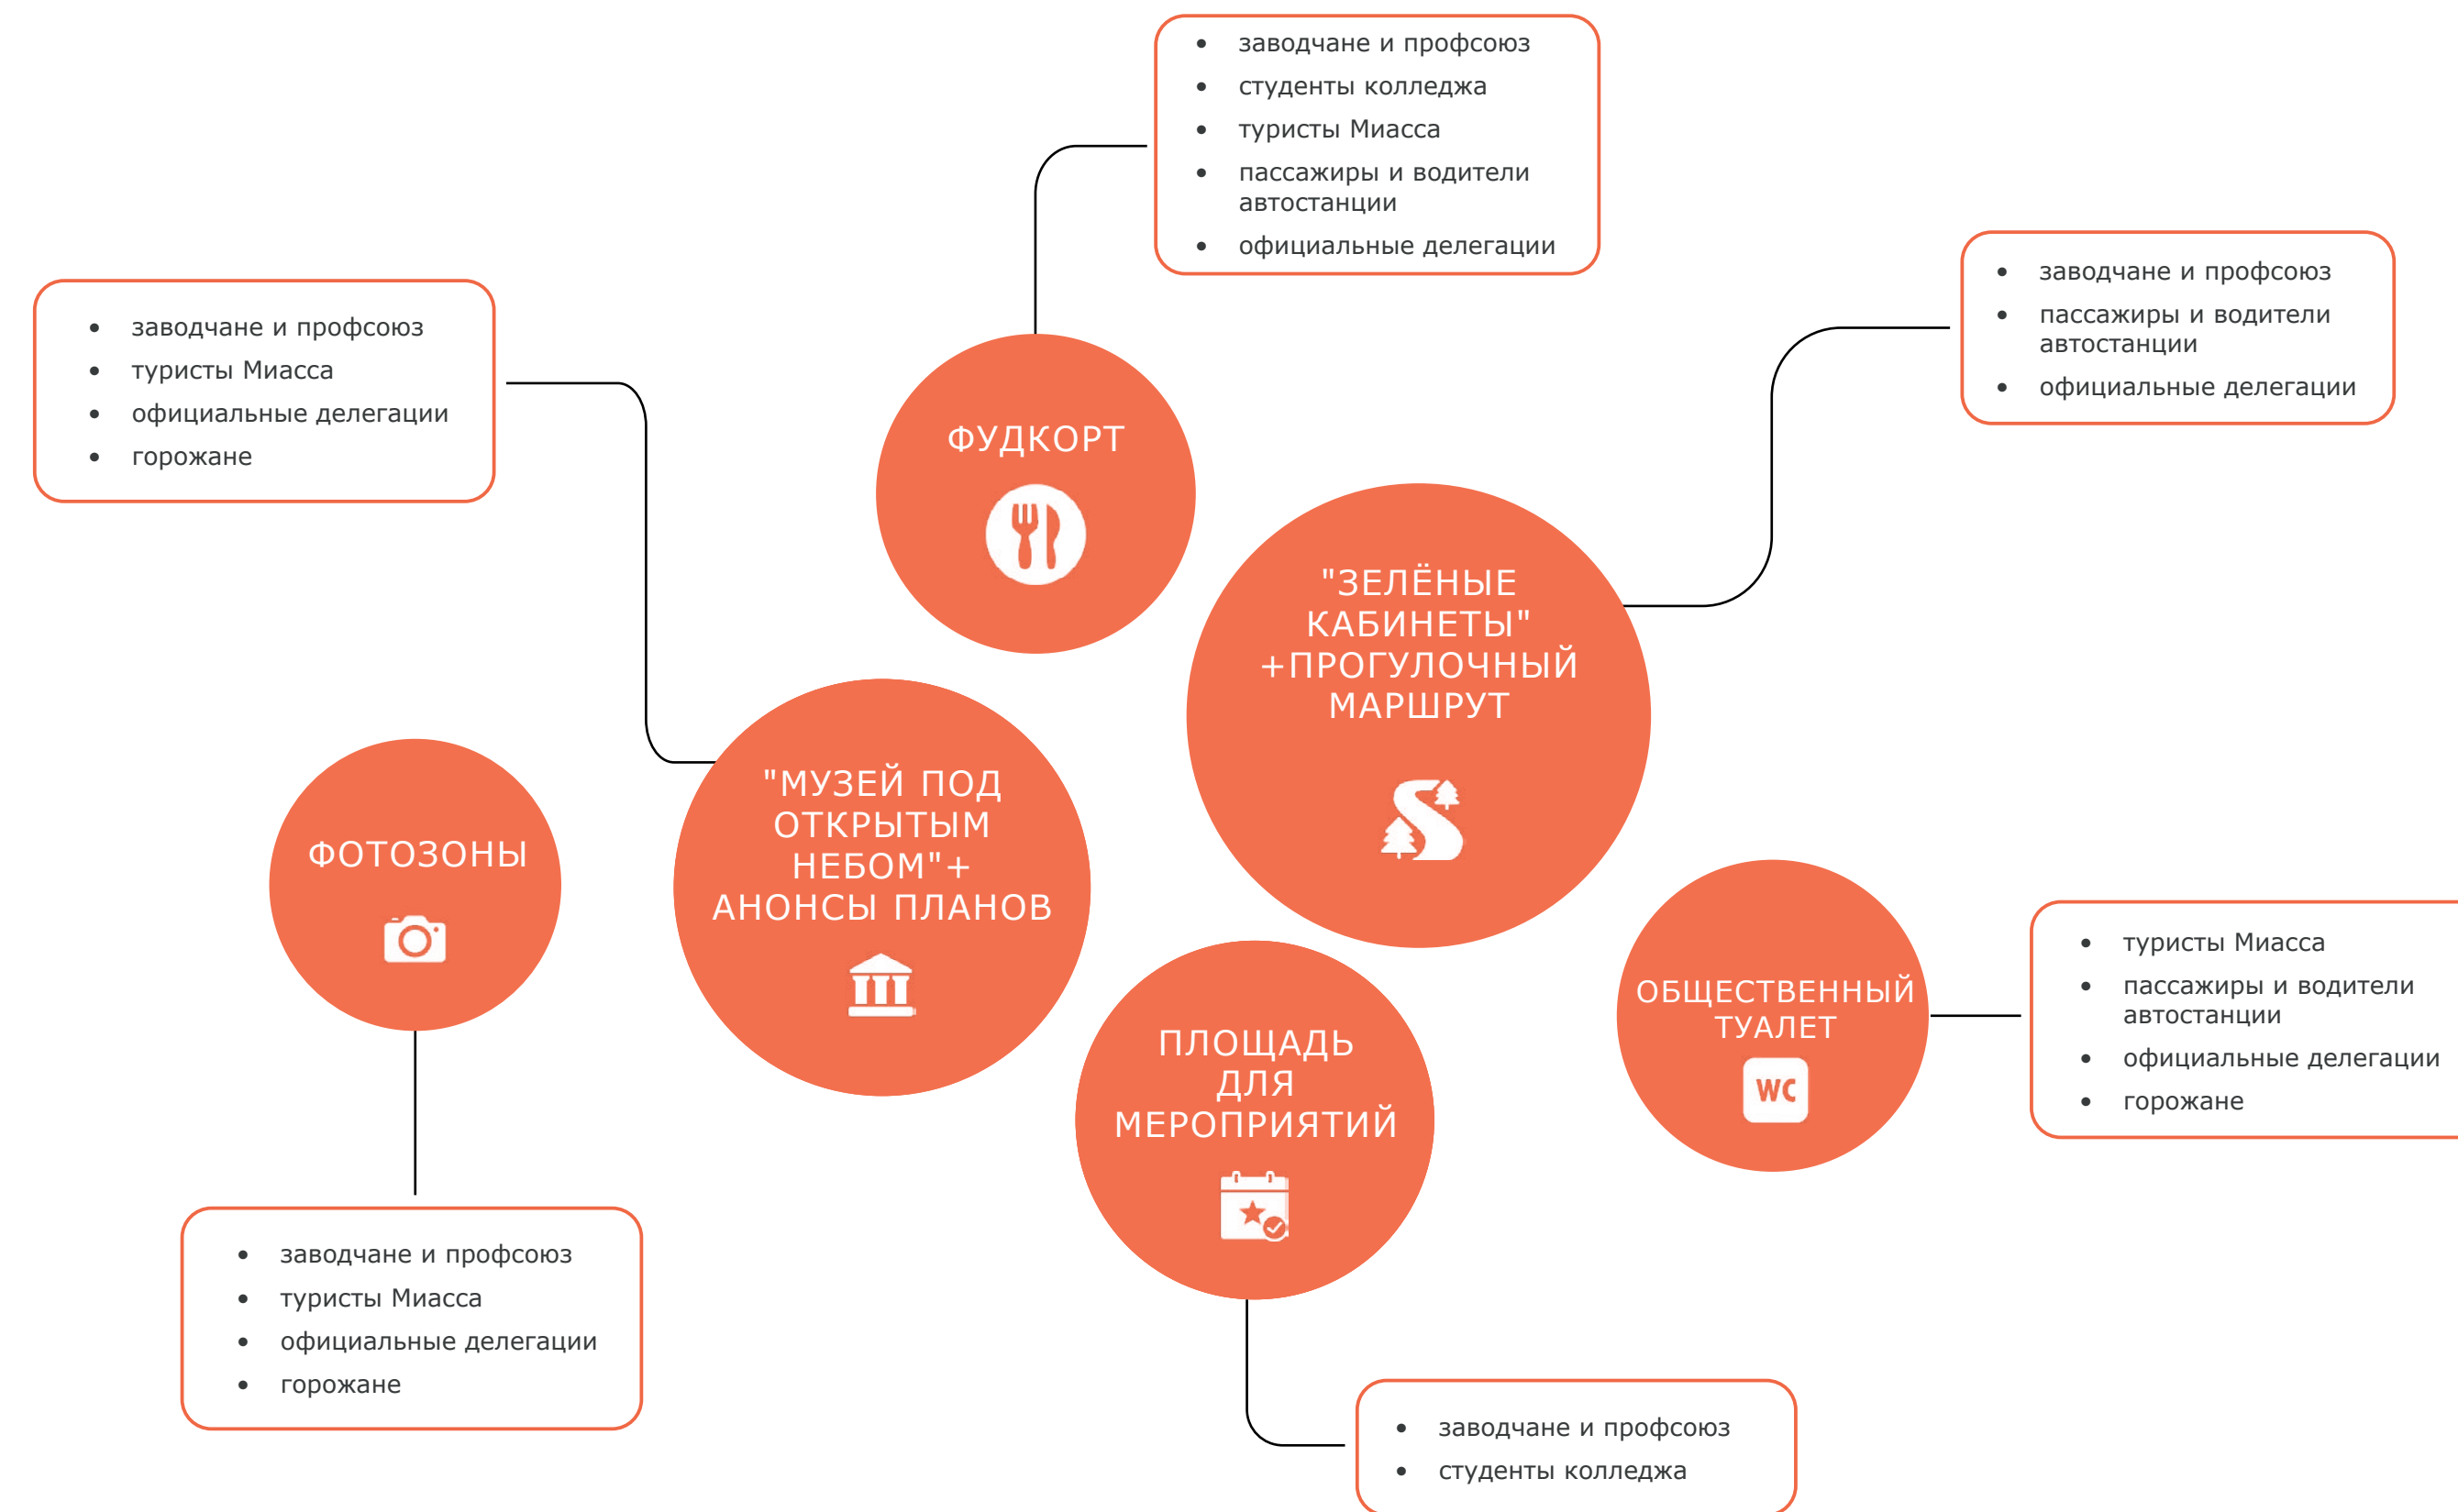 • заводчане и профсоюз
• студенты колледжа
• туристы Миасса
• пассажиры и водители
автостанции
• официальные делегации
• заводчане и профсоюз
• пассажиры и водители
автостанции
• официальные делегации
• заводчане и профсоюз
• туристы Миасса
• официальные делегации
• горожане
ФУДКОРТ
"ЗЕЛЁНЫЕ
КАБИНЕТЫ"
+ПРОГУЛОЧНЫЙ
МАРШРУТ
"МУЗЕЙ ПОД
ОТКРЫТЫМ
НЕБОМ"+
АНОНСЫ ПЛАНОВ
ФОТОЗОНЫ
ОБЩЕСТВЕННЫЙ
ТУАЛЕТ
WC
• туристы Миасса
• пассажиры и водители
автостанции
• официальные делегации
• горожане
ПЛОЩАДЬ
ДЛЯ
МЕРОПРИЯТИЙ
• заводчане и профсоюз
• туристы Миасса
• официальные делегации
• горожане
• заводчане и профсоюз
• студенты колледжа